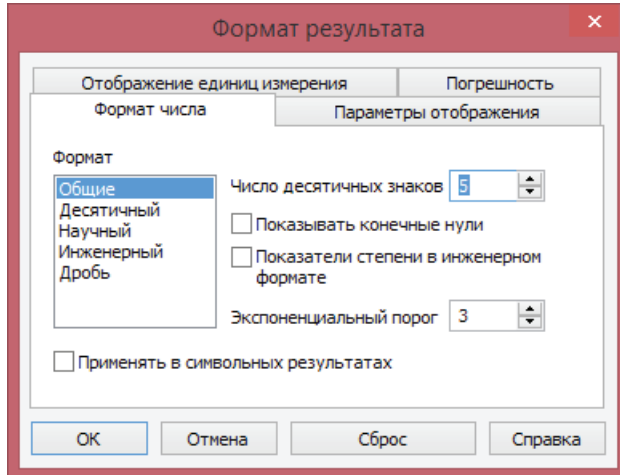 Формат результата
Отображение единиц измерения
Погрешность
Формат числа
Параметры отображения
Формат
Общие
Десятичный
Научный
Инженерный
Дробь
Число десятичных знаков 5
Показывать конечные нули
Показатели степени в инженерном
формате
Экспоненциальный порог 3
Применять в символьных результатах
ОК
Отмена
Сброс
Справка